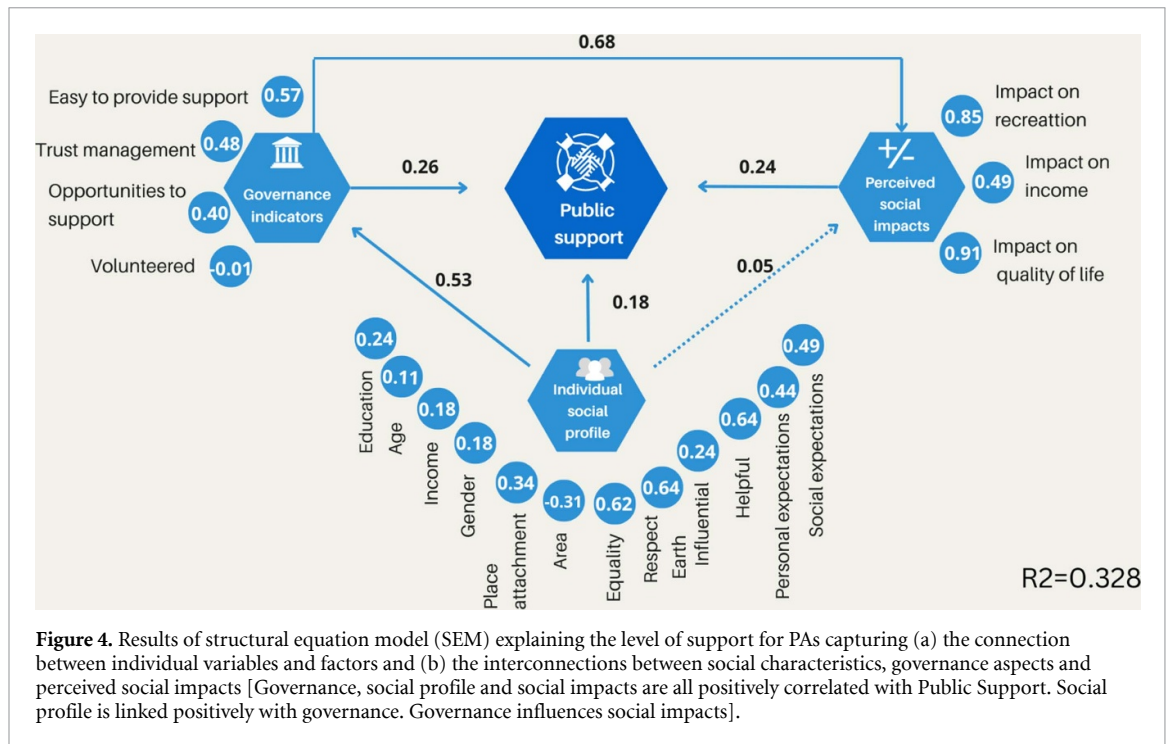 0.68
Easy to provide support
0.57
Trust management
0.48
Opportunities to
support
0.40
Volunteered
-0.01
Governance
indicators
0.26
Public
support
0.24
+/-
Perceived
social
impacts
0.85
Impact on
recreattion
0.49
Impact on
income
0.91
Impact on
quality of life
0.53
0.18
0.05
Individual
social
profile
0.24
Education
0.11
Age
0.18
Income
0.18
Gender
0.34
Place
attachment
-0.31
Area
0.62
Equality
0.64
Respect
Earth
0.24
Influential
0.64
Helpful
0.44
Personal expectations
0.49
Social expectations
R2=0.328
Figure 4. Results of structural equation model (SEM) explaining the level of support for PAs capturing (a) the connection
between individual variables and factors and (b) the interconnections between social characteristics, governance aspects and
perceived social impacts [Governance, social profile and social impacts are all positively correlated with Public Support. Social
profile is linked positively with governance. Governance influences social impacts].